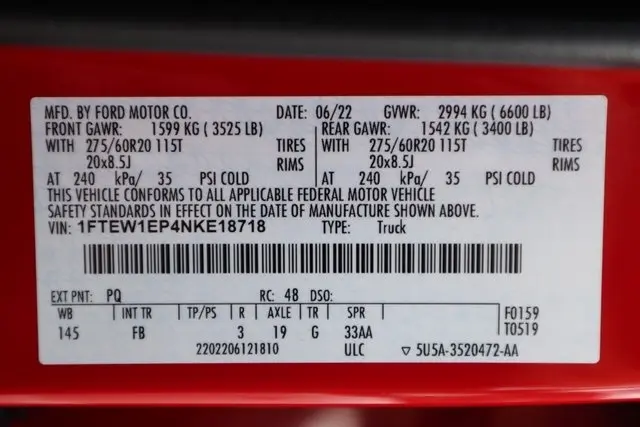 MFD. BY FORD MOTOR CO. DATE: 06/22 GVWR: 2994 KG ( 6600 LB)
FRONT GAWR: 1599 KG ( 3525 LB) REAR GAWR: 1542 KG ( 3400 LB)
WITH 275/60R20 115T TIRES WITH 275/60R20 115T TIRES
20x8.5J RIMS 20x8.5J RIMS
AT 240 kPa/ 35 PSI COLD AT 240 kPa/ 35 PSI COLD
THIS VEHICLE CONFORMS TO ALL APPLICABLE FEDERAL MOTOR VEHICLE
SAFETY STANDARDS IN EFFECT ON THE DATE OF MANUFACTURE SHOWN ABOVE.
VIN: 1FTEW1EP4NKE18718 TYPE: Truck
EXT PNT: PQ RC: 48 DSO:
WB INT TR TP/PS R AXLE TR SPR F0159
145 FB 3 19 G 33AA T0519
2202206121810 ULC ▽ 5U5A-3520472-AA